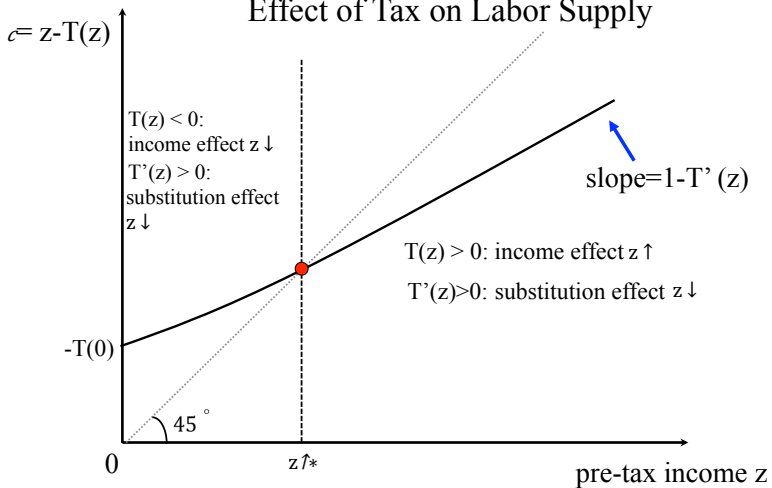 Effect of Tax on Labor Supply
c= z-T(z)
T(z) < 0:
income effect z↓
T’(z) > 0:
substitution effect
z↓
slope=1-T’ (z)
T(z) > 0: income effect z↑
T’(z)>0: substitution effect z↓
-T(0)
45°
0
z↑*
pre-tax income z